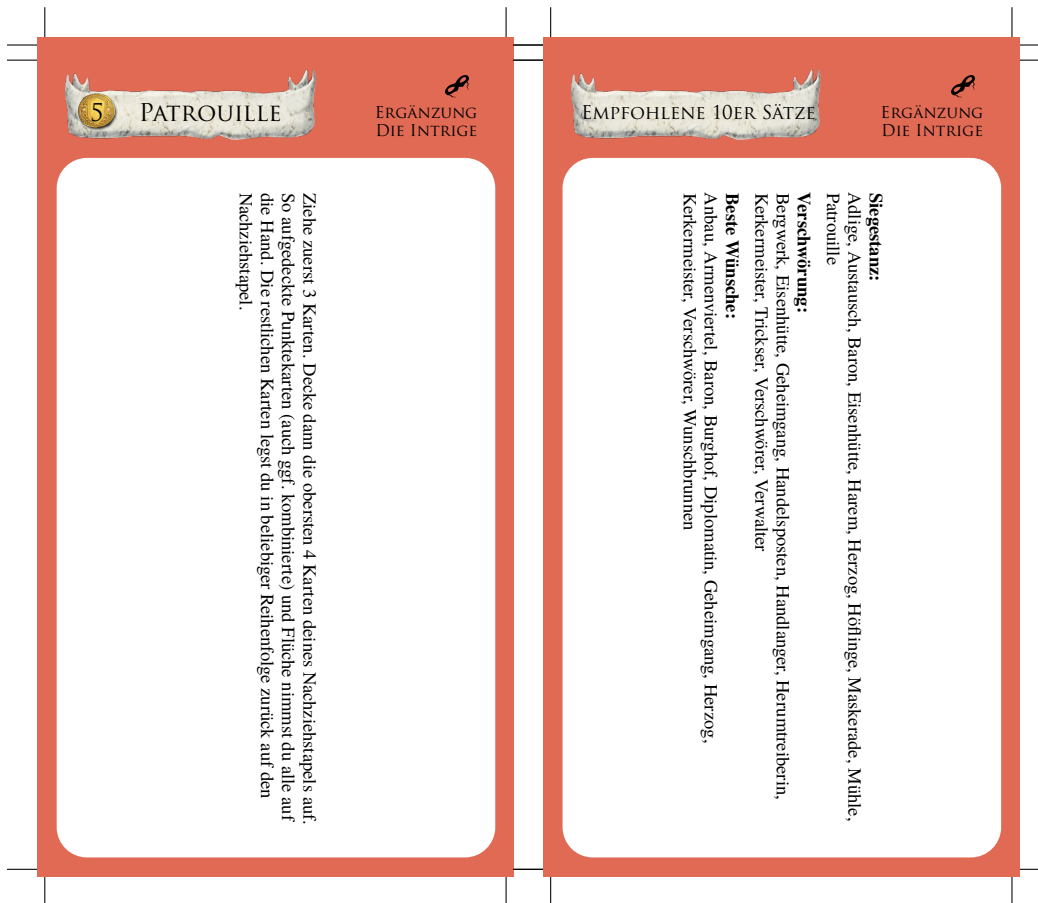 5 PATROUILLE
ERGÄNZUNG
DIE INTRIGE
Ziehe zuerst 3 Karten. Decke dann die obersten 4 Karten deines Nachziehstapels auf.
So aufgedeckte Punktekarten (auch ggf. kombinierte) und Flüche nimmst du alle auf
die Hand. Die restlichen Karten legst du in beliebiger Reihenfolge zurück auf den
Nachziehstapel.
EMPFOHLENE 10ER SÄTZE
ERGÄNZUNG
DIE INTRIGE
Siegestanz:
Adlige, Austausch, Baron, Eisenhütte, Harem, Herzog, Höflinge, Maskerade, Mühle,
Patrouille
Verschwörung:
Bergwerk, Eisenhütte, Geheimgang, Handelsposten, Handlanger, Herumtreiberin,
Kerkermeister, Trickser, Verschwörer, Verwalter
Beste Wünsche:
Anbau, Armenviertel, Baron, Burghof, Diplomatin, Geheimgang, Herzog,
Kerkermeister, Verschwörer, Wunschbrunnen